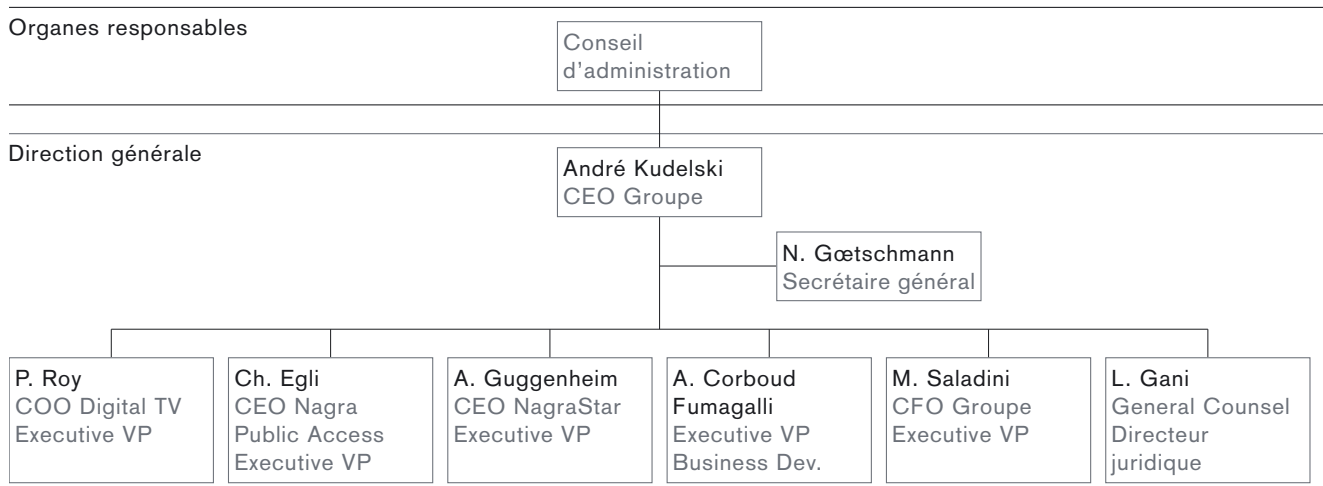 Organes responsables
Conseil
d'administration
Direction générale
André Kudelski
CEO Groupe
N. Gœtschmann
Secrétaire général
P. Roy
COO Digital TV
Executive VP
Ch. Egli
CEO Nagra
Public Access
Executive VP
A. Guggenheim
CEO NagraStar
Executive VP
A. Corboud
Fumagalli
Executive VP
Business Dev.
M. Saladini
CFO Groupe
Executive VP
L. Gani
General Counsel
Directeur
juridique